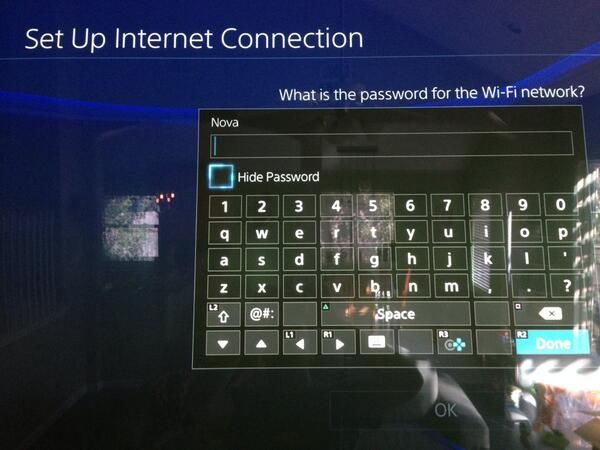 Set Up Internet Connection
What is the password for the Wi-Fi network?
Nova
Hide Password
1 2 3 4 5 6 7 8 9 0
q w e r t y u i o p
a s d f g h j k l '
z x c v b n m , . ?
L2 @#: Space
L1 R1 R3 R2 Done
OK